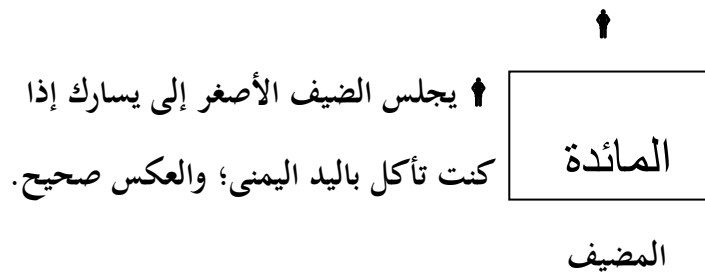 يجلس الضيف الأصغر إلى يسارك إذا
كنت تأكل باليد اليمنى؛ والعكس صحيح.
المائدة
المضيف